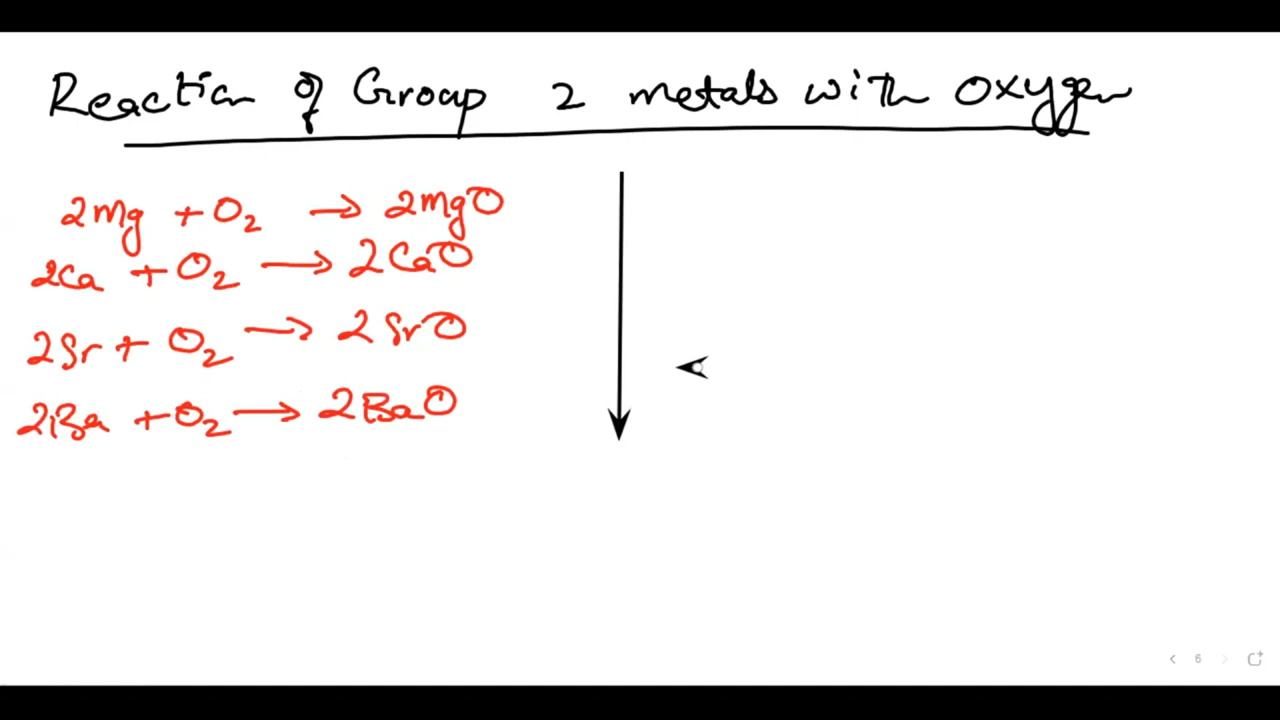 Reaction of Group 2 metals with Oxygen
2Mg + O2 → 2MgO
2Ca + O2 → 2CaO
2Sr + O2 → 2SrO
2Ba + O2 → 2BaO
6